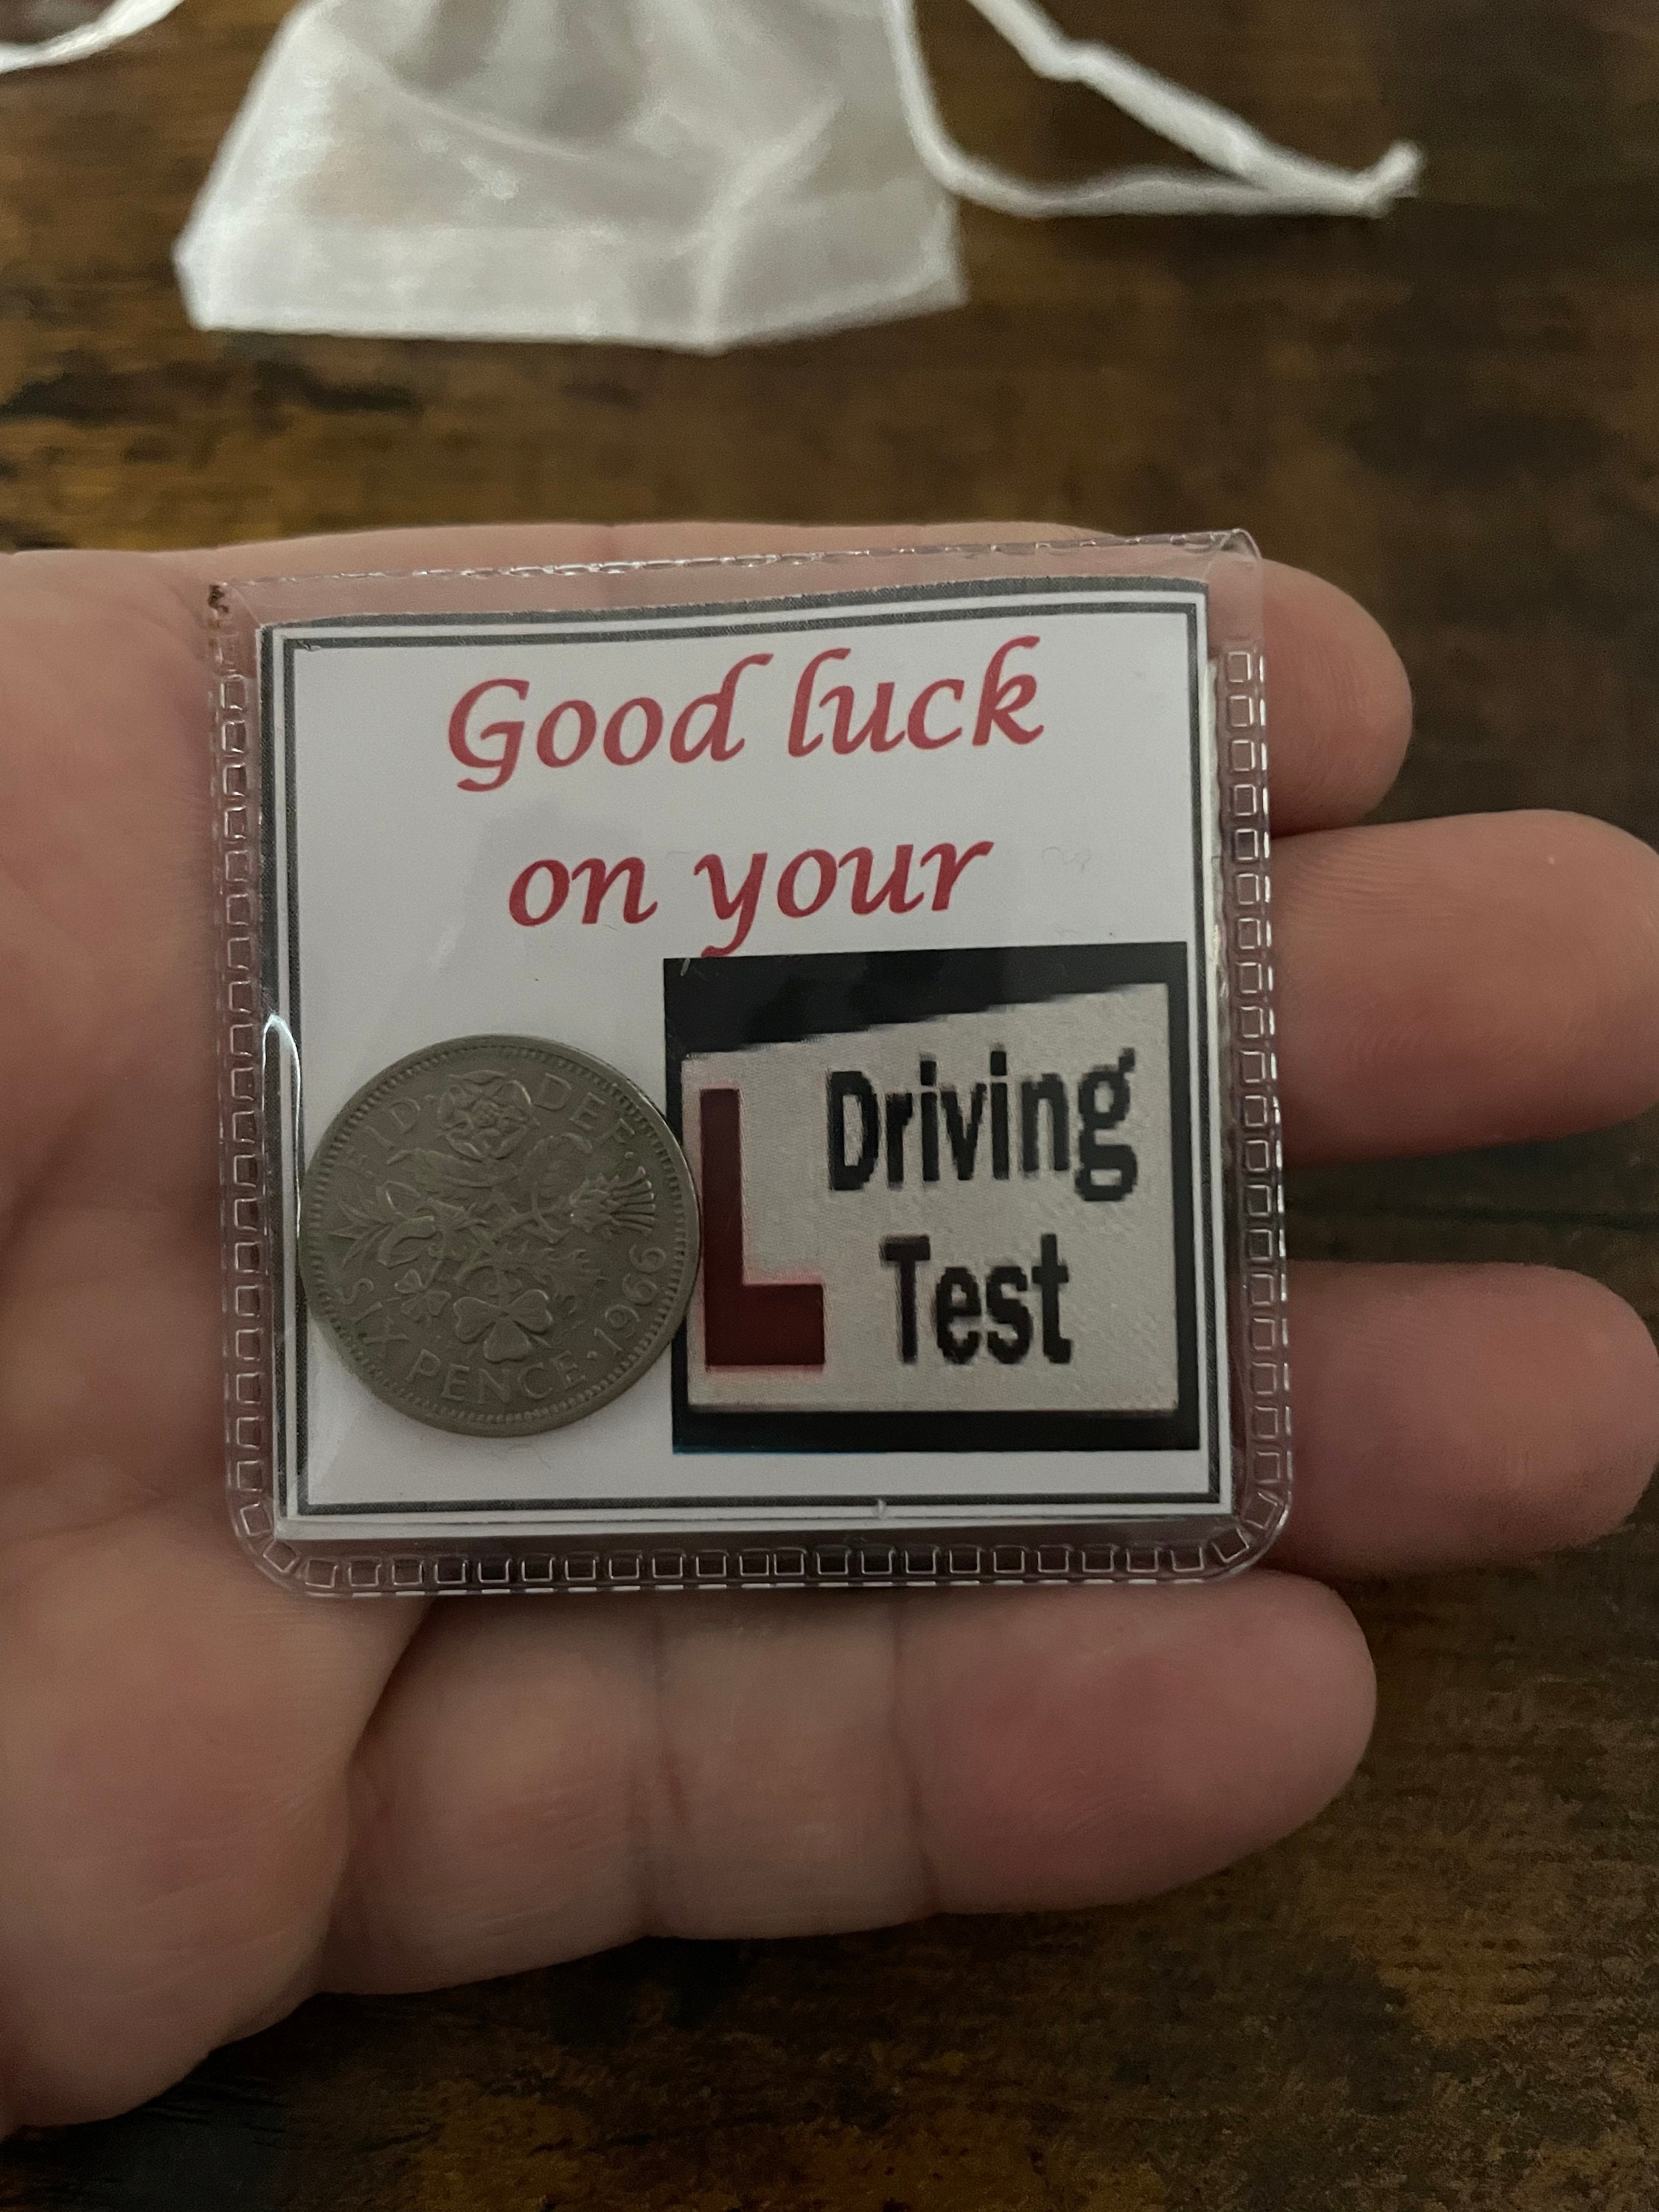 Good luck
on your
L
Driving
Test
FID DEF
SIX PENCE · 1966